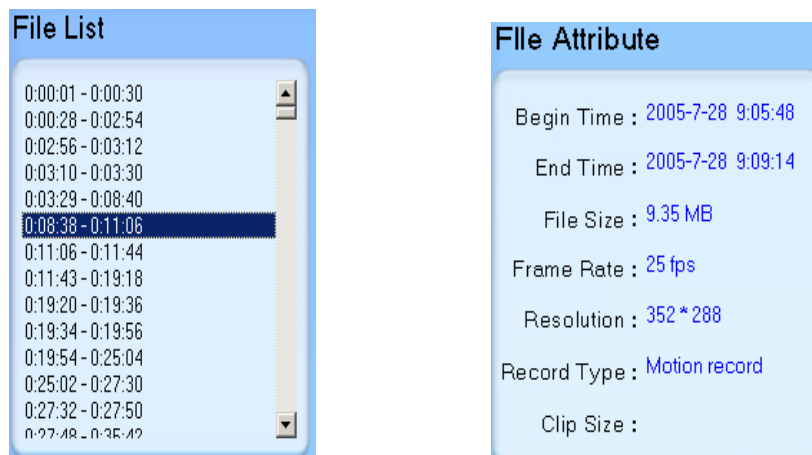 File List
0:00:01 - 0:00:30
0:00:28 - 0:02:54
0:02:56 - 0:03:12
0:03:10 - 0:03:30
0:03:29 - 0:08:40
0:08:38 - 0:11:06
0:11:06 - 0:11:44
0:11:43 - 0:19:18
0:19:20 - 0:19:36
0:19:34 - 0:19:56
0:19:54 - 0:25:04
0:25:02 - 0:27:30
0:27:32 - 0:27:50
0:27:48 - 0:35:42
FIle Attribute
Begin Time : 2005-7-28 9:05:48
End Time : 2005-7-28 9:09:14
File Size : 9.35 MB
Frame Rate : 25 fps
Resolution : 352 * 288
Record Type : Motion record
Clip Size :